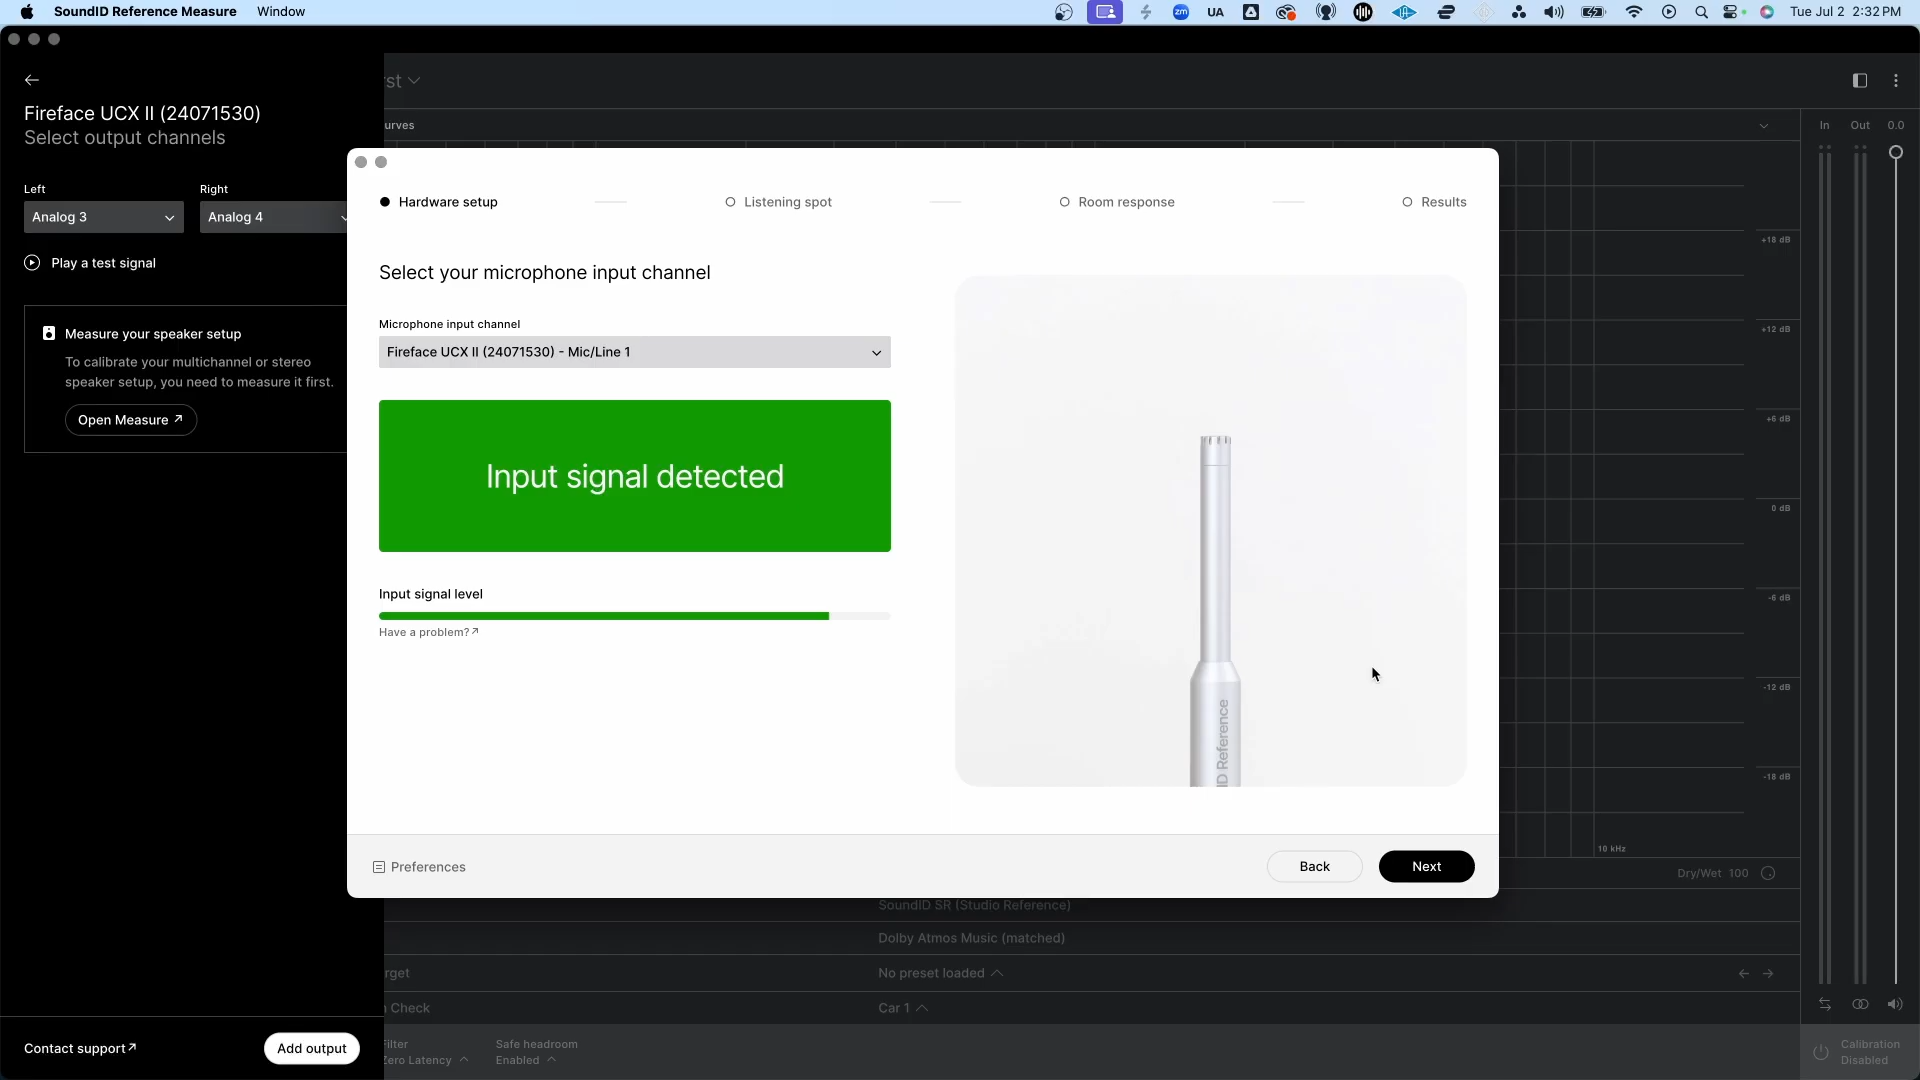 SoundID Reference Measure
Window
zm
UA
Tue Jul 2 2:32 PM
Fireface UCX II (24071530)
Select output channels
Left
Right
Analog 3
Analog 4
Play a test signal
Measure your speaker setup
To calibrate your multichannel or stereo
speaker setup, you need to measure it first.
Open Measure
Contact support
Add output
rst
urves
In
Out
0.0
Hardware setup
Listening spot
Room response
Results
Select your microphone input channel
Microphone input channel
Fireface UCX II (24071530) - Mic/Line 1
Input signal detected
Input signal level
Have a problem?
ID Reference
Preferences
Back
Next
+18 dB
+12 dB
+6 dB
0 dB
-6 dB
-12 dB
-18 dB
10 kHz
Dry/Wet 100
SoundID SR (Studio Reference)
Dolby Atmos Music (matched)
rget
No preset loaded
n Check
Car 1
Filter
Zero Latency
Safe headroom
Enabled
Calibration
Disabled